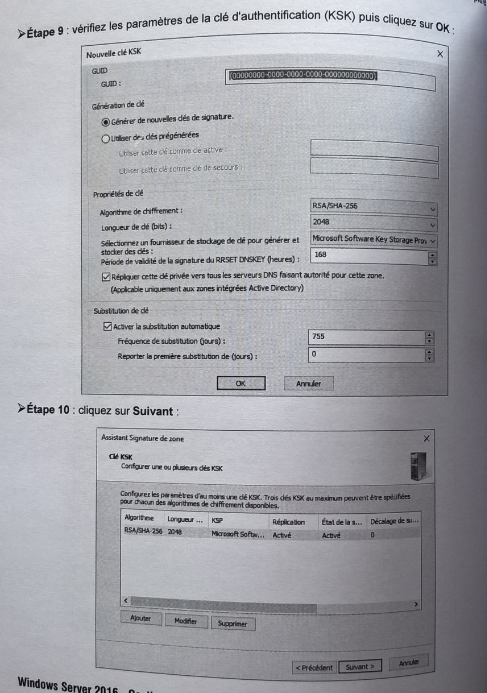 ➤Étape 9 : vérifiez les paramètres de la clé d'authentification (KSK) puis cliquez sur OK :
Nouvelle clé KSK
GUID
GUID :
{00000000-0000-0000-0000-000000000000}
Génération de clé
Générer de nouvelles clés de signature.
Utiliser des clés prégénérées
Utiliser cette clé comme clé active :
Utiliser cette clé comme clé de secours :
Propriétés de clé
Algorithme de chiffrement :
RSA/SHA-256
Longueur de clé (bits) :
2048
Sélectionnez un fournisseur de stockage de clé pour générer et
stocker des clés :
Microsoft Software Key Storage Prov
Période de validité de la signature du RRSET DNSKEY (heures) :
168
Répliquer cette clé privée vers tous les serveurs DNS faisant autorité pour cette zone.
(Applicable uniquement aux zones intégrées Active Directory)
Substitution de clé
Activer la substitution automatique
Fréquence de substitution (jours) :
755
Reporter la première substitution de (jours) :
0
OK
Annuler
➤Étape 10 : cliquez sur Suivant :
Assistant Signature de zone
Clé KSK
Configurer une ou plusieurs clés KSK
Configurez les paramètres d'au moins une clé KSK. Trois clés KSK au maximum peuvent être spécifiées
pour chacun des algorithmes de chiffrement disponibles.
Algorithme Longueur ... KSP Réplication État de la s... Décalage de su...
RSA/SHA-256 2048 Microsoft Softw... Activé Activé 0
Ajouter Modifier Supprimer
< Précédent Suivant > Annuler
Windows Server 2016